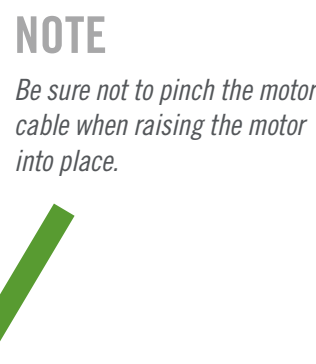 NOTE
Be sure not to pinch the motor
cable when raising the motor
into place.